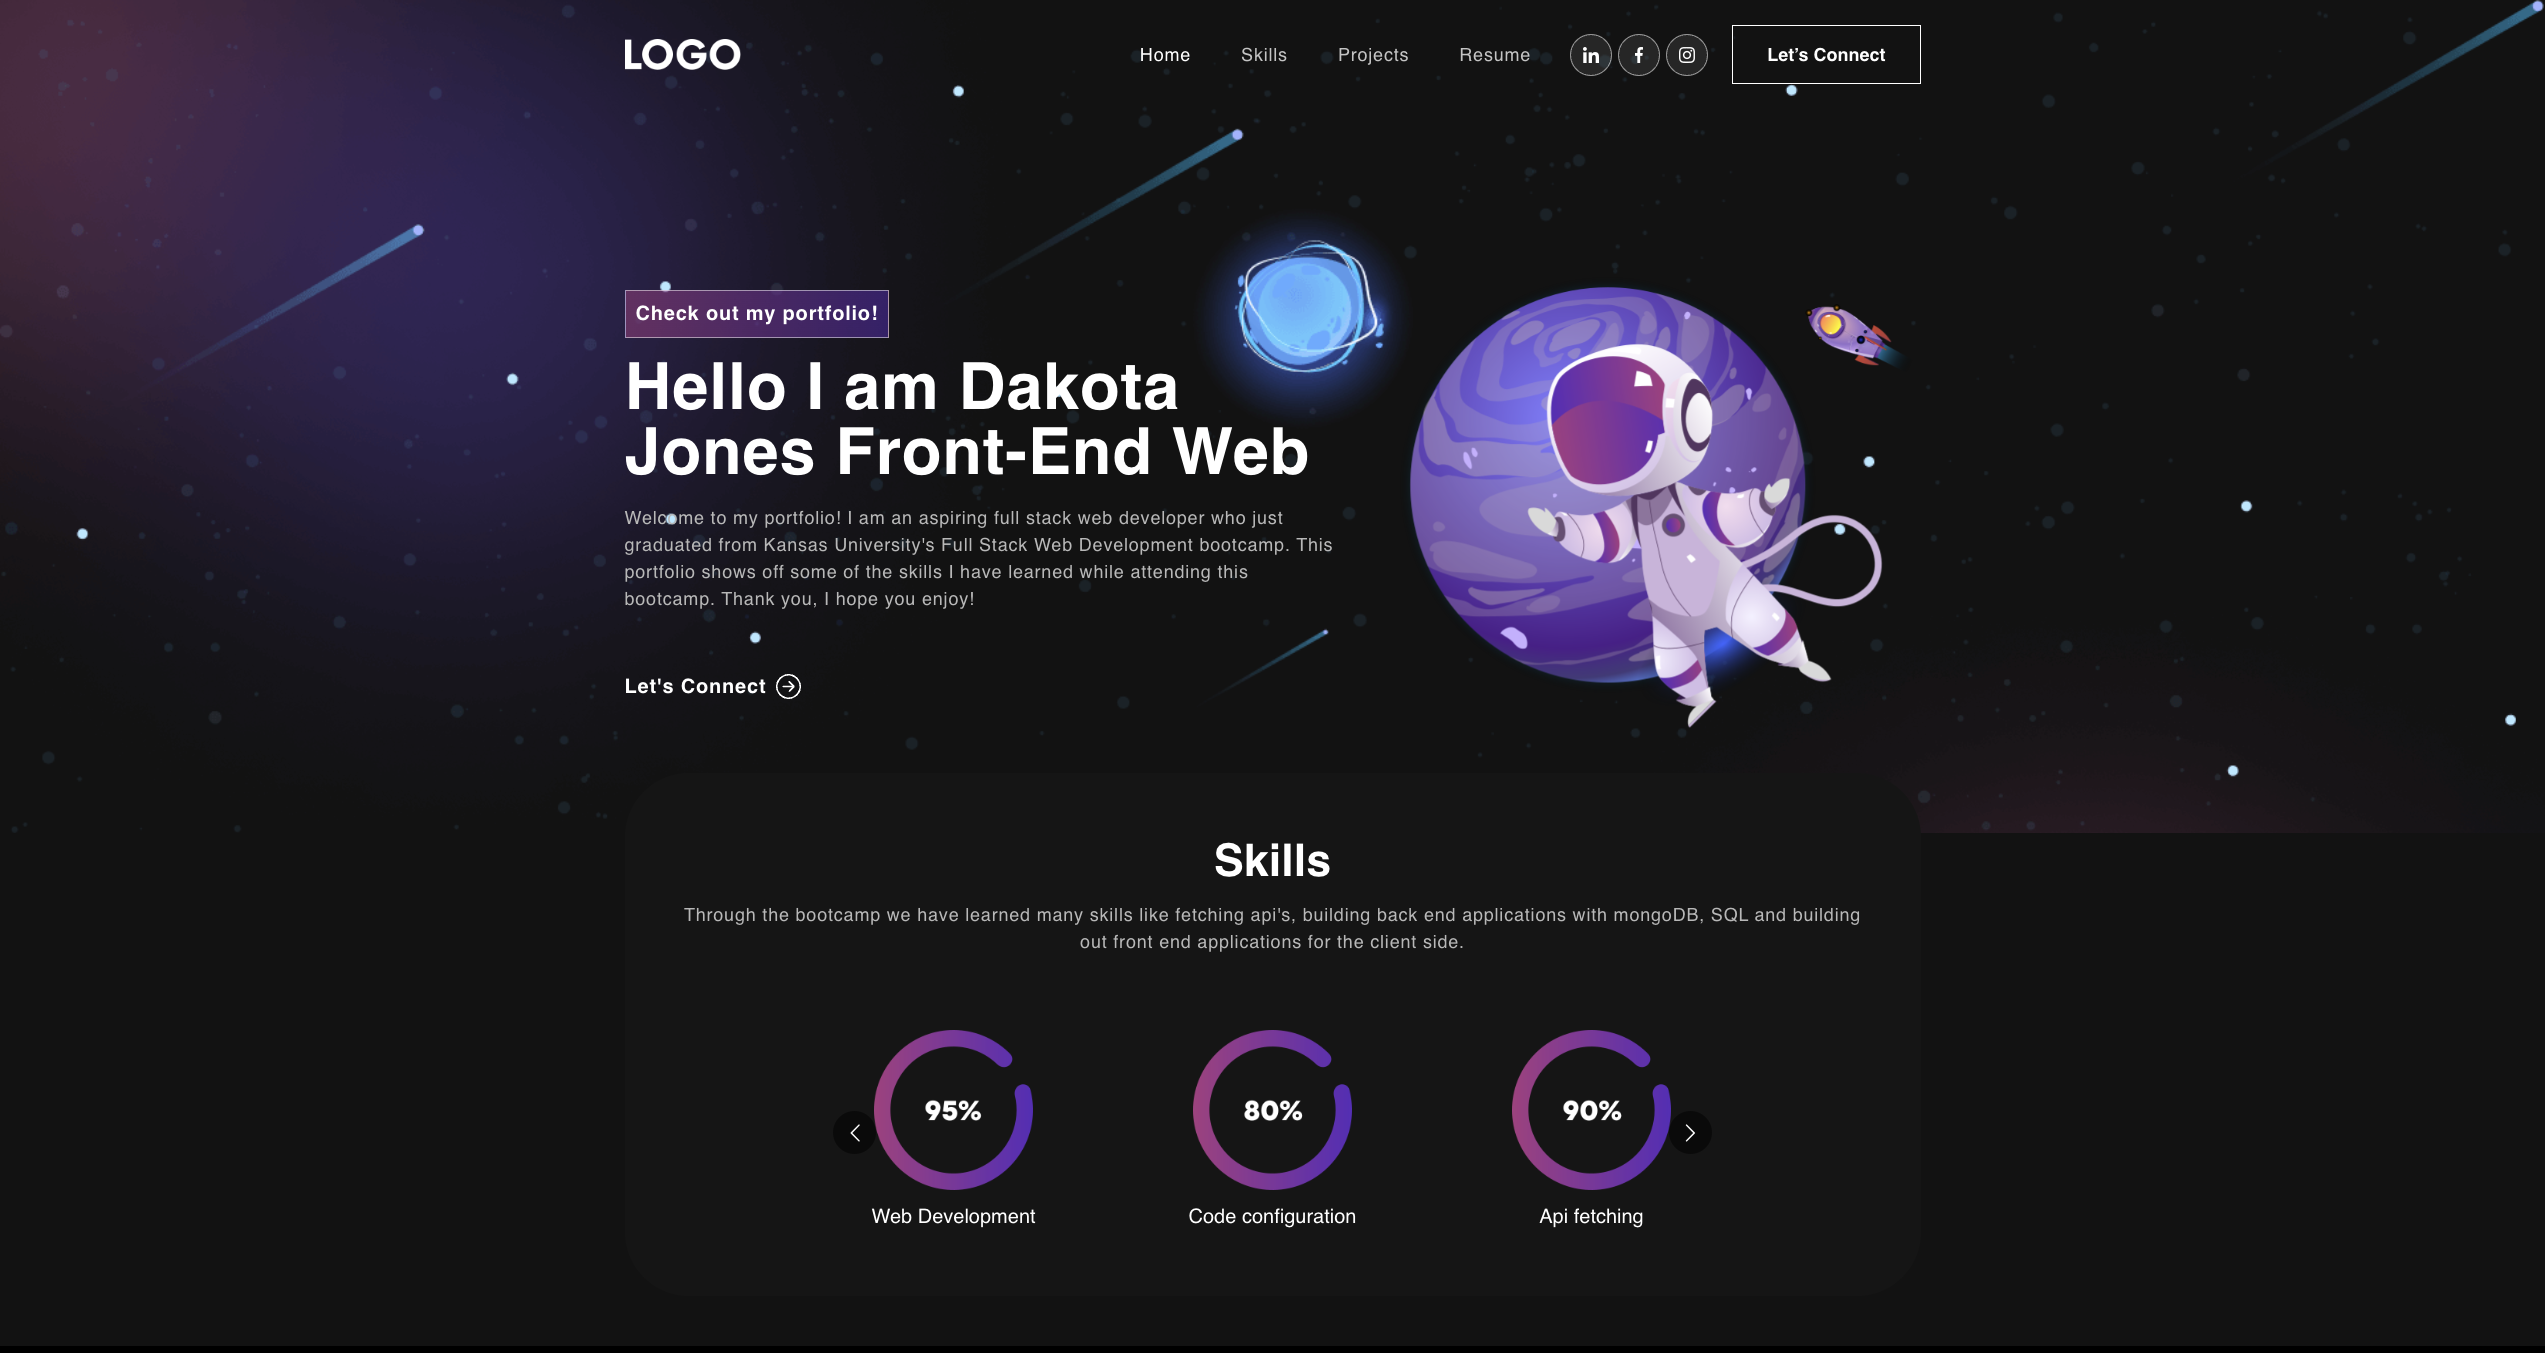 LOGO
Home Skills Projects Resume in f Let’s Connect
Check out my portfolio!
Hello I am Dakota
Jones Front-End Web
Welcome to my portfolio! I am an aspiring full stack web developer who just
graduated from Kansas University's Full Stack Web Development bootcamp. This
portfolio shows off some of the skills I have learned while attending this
bootcamp. Thank you, I hope you enjoy!
Let's Connect
Skills
Through the bootcamp we have learned many skills like fetching api's, building back end applications with mongoDB, SQL and building
out front end applications for the client side.
95% 80% 90%
Web Development Code configuration Api fetching